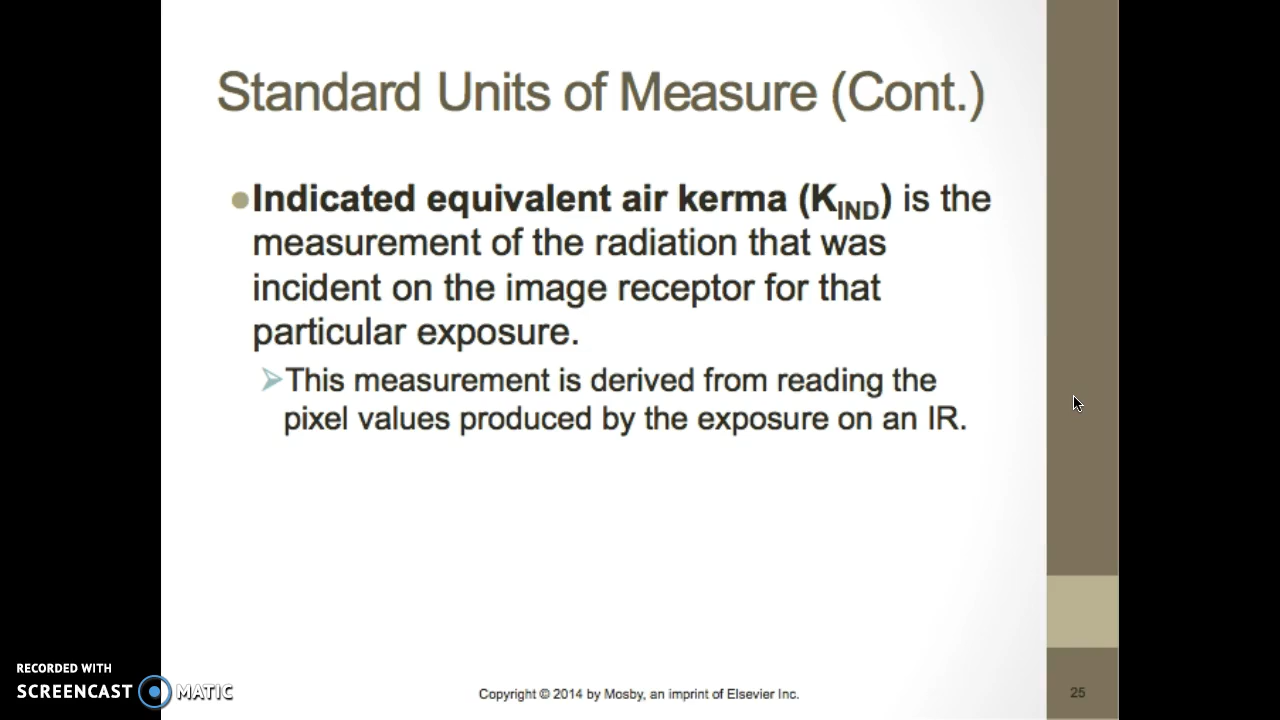 Standard Units of Measure (Cont.)
Indicated equivalent air kerma (KIND) is the
measurement of the radiation that was
incident on the image receptor for that
particular exposure.
This measurement is derived from reading the
pixel values produced by the exposure on an IR.
RECORDED WITH
SCREENCAST MATIC
Copyright © 2014 by Mosby, an imprint of Elsevier Inc.
25